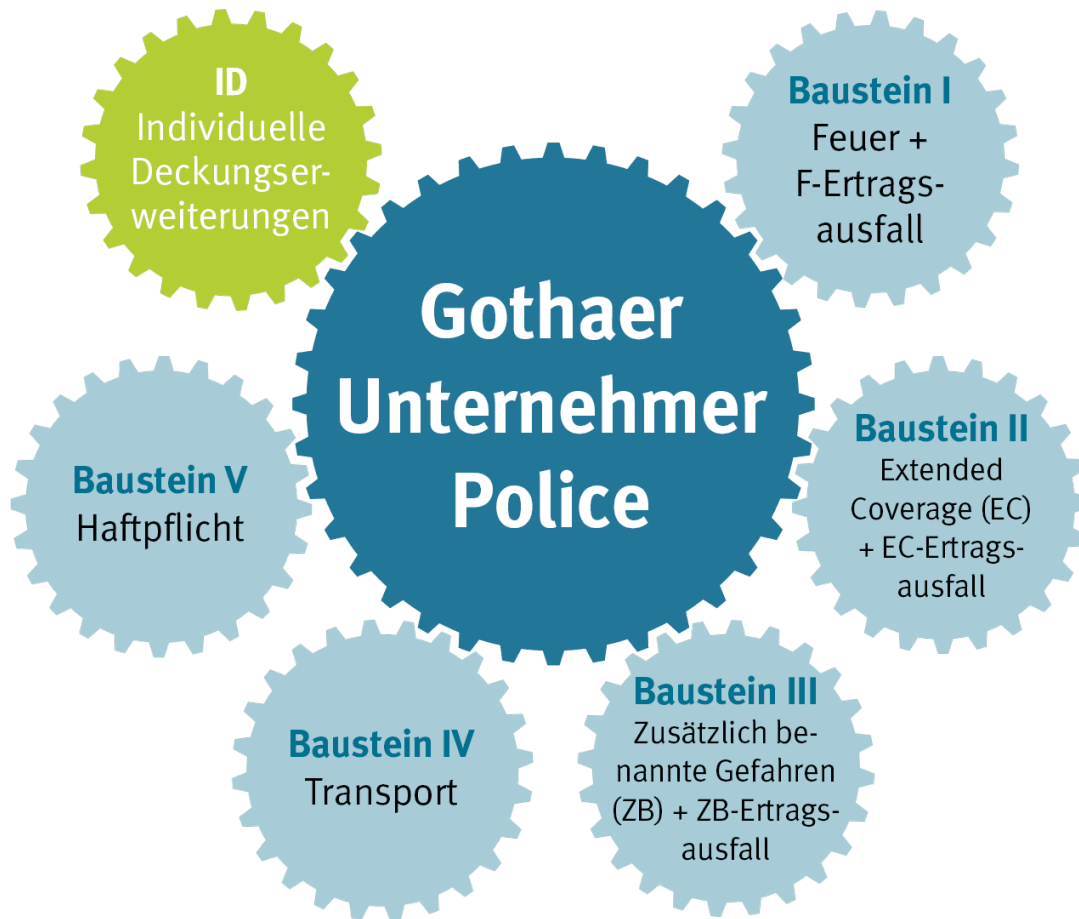 ID
Individuelle
Deckungser-
weiterungen
Baustein I
Feuer +
F-Ertrags-
ausfall
Gothaer
Unternehmer
Police
Baustein II
Extended
Coverage (EC)
+ EC-Ertrags-
ausfall
Baustein V
Haftpflicht
Baustein III
Zusätzlich be-
nannte Gefahren
(ZB) + ZB-Ertrags-
ausfall
Baustein IV
Transport